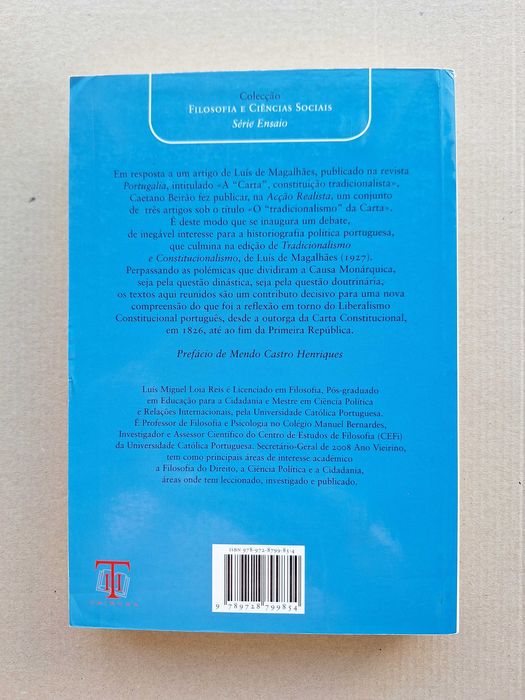 Colecção
Filosofia e Ciências Sociais
Série Ensaio
Em resposta a um artigo de Luís de Magalhães, publicado na revista
Portugalia, intitulado «A “Carta”, constituição tradicionalista»,
Caetano Beirão fez publicar, na Acção Realista, um conjunto
de três artigos sob o título «O “tradicionalismo” da Carta».
É deste modo que se inaugura um debate,
de inegável interesse para a historiografia política portuguesa,
que culmina na edição de Tradicionalismo
e Constitucionalismo, de Luís de Magalhães (1927).
Perpassando as polémicas que dividiram a Causa Monárquica,
seja pela questão dinástica, seja pela questão doutrinária,
os textos aqui reunidos são um contributo decisivo para uma nova
compreensão do que foi a reflexão em torno do Liberalismo
Constitucional português, desde a outorga da Carta Constitucional,
em 1826, até ao fim da Primeira República.
Prefácio de Mendo Castro Henriques
Luís Miguel Loia Reis é Licenciado em Filosofia, Pós-graduado
em Educação para a Cidadania e Mestre em Ciência Política
e Relações Internacionais, pela Universidade Católica Portuguesa.
É Professor de Filosofia e Psicologia no Colégio Manuel Bernardes,
Investigador e Assessor Científico do Centro de Estudos de Filosofia (CEFi)
da Universidade Católica Portuguesa. Secretário-Geral de 2008 Ano Vieirino,
tem como principais áreas de interesse académico
a Filosofia do Direito, a Ciência Política e a Cidadania,
áreas onde tem leccionado, investigado e publicado.
ISBN 978-972-8799-85-4
9 789728 799854